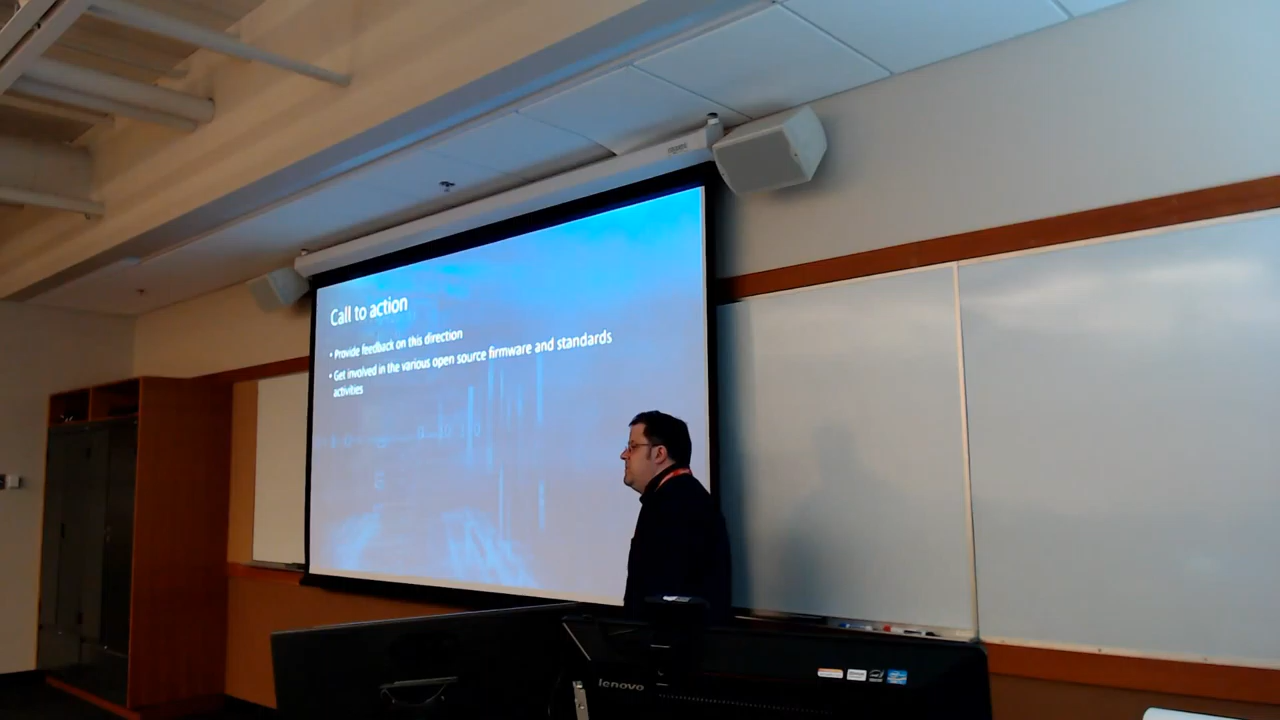 Call to action
• Provide feedback on this direction
• Get involved in the various open source firmware and standards
activities
lenovo